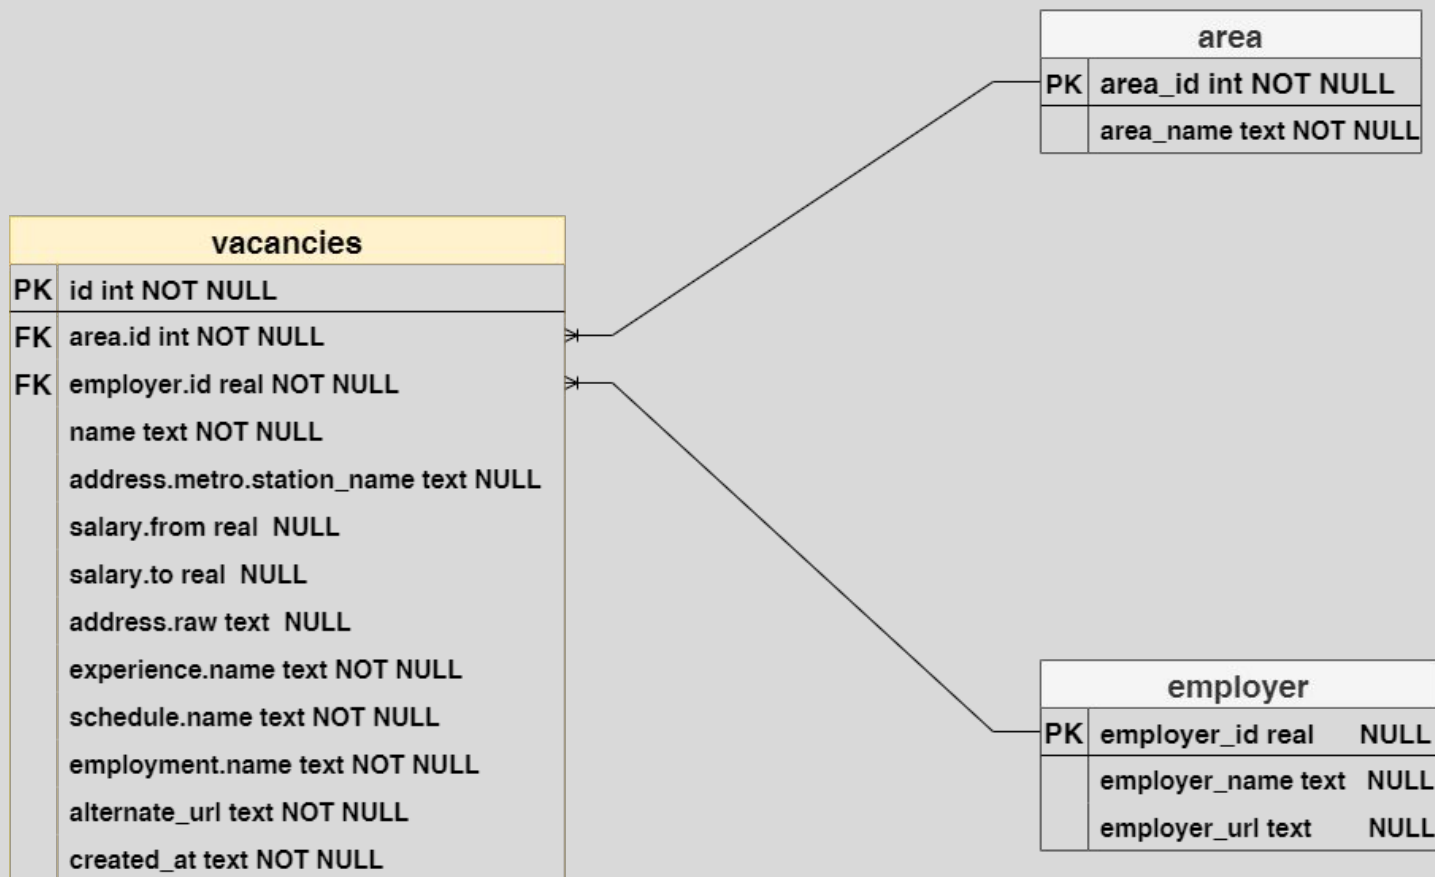 area
PK area_id int NOT NULL
area_name text NOT NULL
vacancies
PK id int NOT NULL
FK area.id int NOT NULL
FK employer.id real NOT NULL
name text NOT NULL
address.metro.station_name text NULL
salary.from real NULL
salary.to real NULL
address.raw text NULL
experience.name text NOT NULL
schedule.name text NOT NULL
employment.name text NOT NULL
alternate_url text NOT NULL
created_at text NOT NULL
employer
PK employer_id real NULL
employer_name text NULL
employer_url text NULL